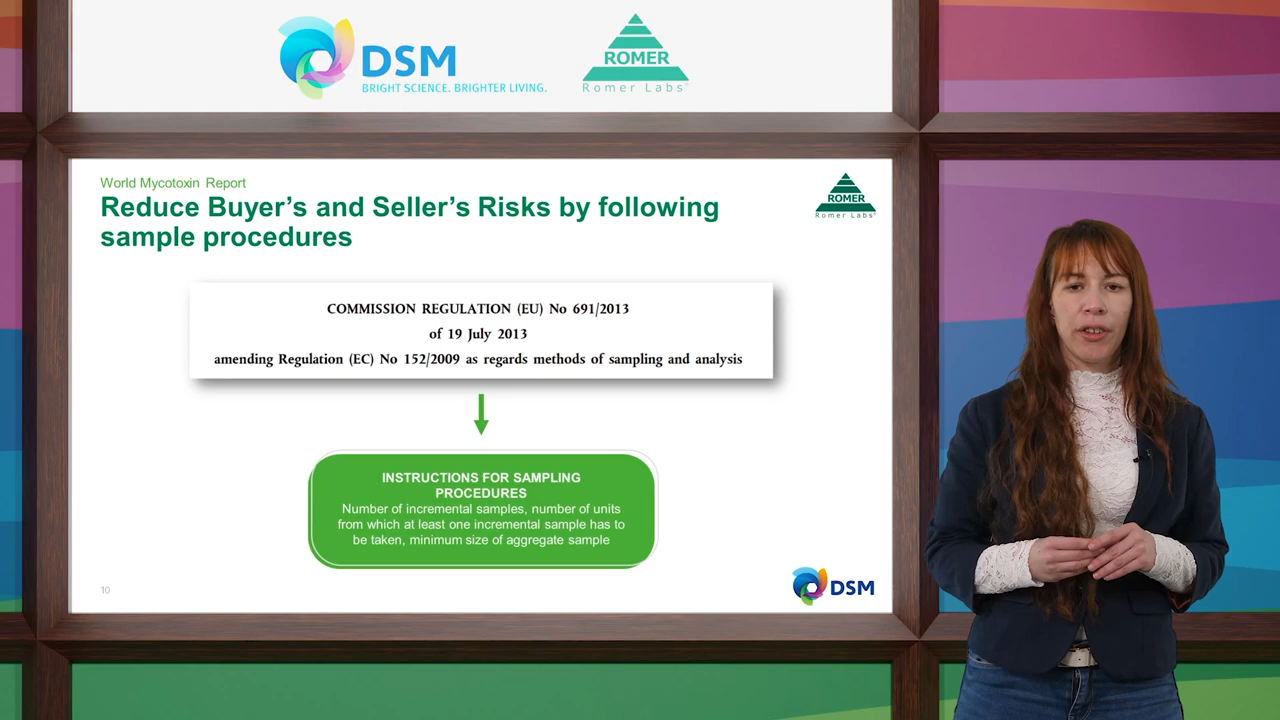 DSM
BRIGHT SCIENCE. BRIGHTER LIVING.
ROMER
Romer Labs®
World Mycotoxin Report
Reduce Buyer's and Seller's Risks by following
sample procedures
ROMER
Romer Labs®
COMMISSION REGULATION (EU) No 691/2013
of 19 July 2013
amending Regulation (EC) No 152/2009 as regards methods of sampling and analysis
INSTRUCTIONS FOR SAMPLING
PROCEDURES
Number of incremental samples, number of units
from which at least one incremental sample has to
be taken, minimum size of aggregate sample
10
DSM